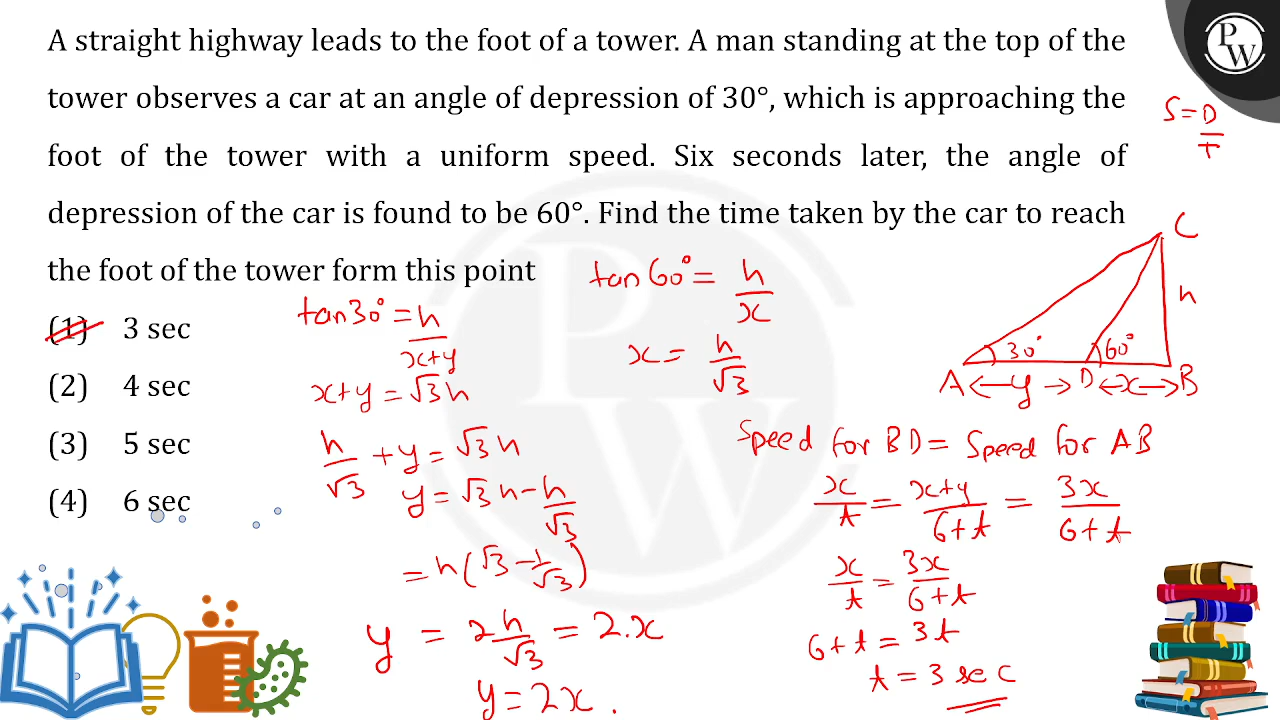 A straight highway leads to the foot of a tower. A man standing at the top of the
tower observes a car at an angle of depression of 30°, which is approaching the
foot of the tower with a uniform speed. Six seconds later, the angle of
depression of the car is found to be 60°. Find the time taken by the car to reach
the foot of the tower form this point
(1) 3 sec
(2) 4 sec
(3) 5 sec
(4) 6 sec
tan30° = h/x+y
x+y = √3h
h/√3 + y = √3h
y = √3h - h/√3
= h(√3 - 1/√3)
y = 2h/√3 = 2.x
y = 2x.
tan60° = h/x
x = h/√3
PW
S = D/T
C
h
30° 60°
A y D x B
Speed for BD = Speed for AB
x/t = x+y/6+t = 3x/6+t
x/t = 3x/6+t
6+t = 3t
t = 3 sec
PW